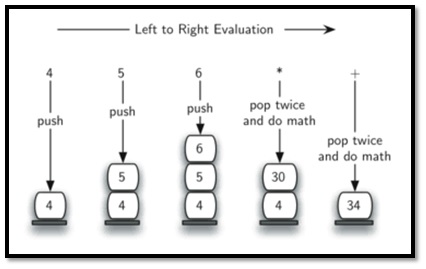 Left to Right Evaluation
4 5 6 * +
push
push
push
pop twice
and do math
pop twice
and do math
6
5 5 30
4 4 4 4 34